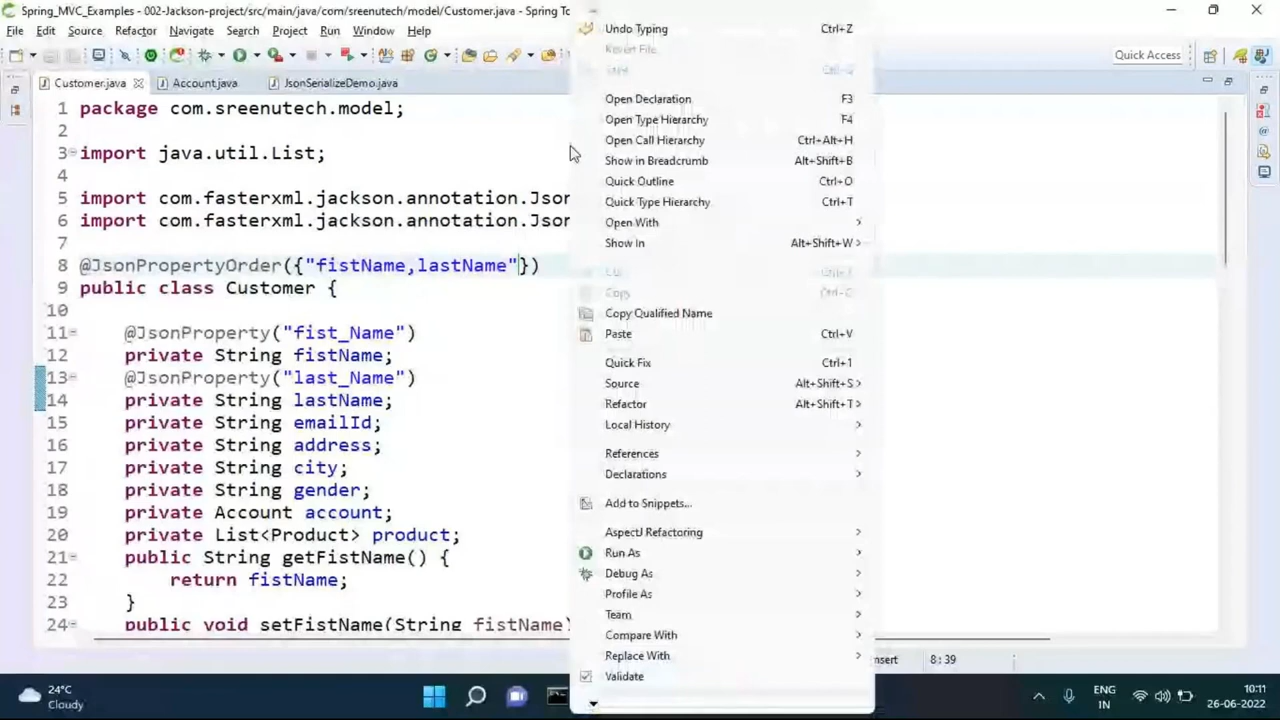 Spring_MVC_Examples - 002-Jackson-project/src/main/java/com/sreenutech/model/Customer.java - Spring To
File Edit Source Refactor Navigate Search Project Run Window Help
Quick Access
Customer.java Account.java JsonSerializeDemo.java
1 package com.sreenutech.model;
2
3 import java.util.List;
4
5 import com.fasterxml.jackson.annotation.Json
6 import com.fasterxml.jackson.annotation.Json
7
8 @JsonPropertyOrder({"fistName,lastName"})
9 public class Customer {
10
11 @JsonProperty("fist_Name")
12 private String fistName;
13 @JsonProperty("last_Name")
14 private String lastName;
15 private String emailId;
16 private String address;
17 private String city;
18 private String gender;
19 private Account account;
20 private List<Product> product;
21 public String getFistName() {
22 return fistName;
23 }
24 public void setFistName(String fistName)
Undo Typing Ctrl+Z
Revert File
Open Declaration F3
Open Type Hierarchy F4
Open Call Hierarchy Ctrl+Alt+H
Show in Breadcrumb Alt+Shift+B
Quick Outline Ctrl+O
Quick Type Hierarchy Ctrl+T
Open With
Show In Alt+Shift+W
Copy Ctrl+C
Copy Qualified Name
Paste Ctrl+V
Quick Fix Ctrl+1
Source Alt+Shift+S
Refactor Alt+Shift+T
Local History
References
Declarations
Add to Snippets...
AspectJ Refactoring
Run As
Debug As
Profile As
Team
Compare With
Replace With
Validate
8:39
24°C
Cloudy
ENG
IN
10:11
26-06-2022